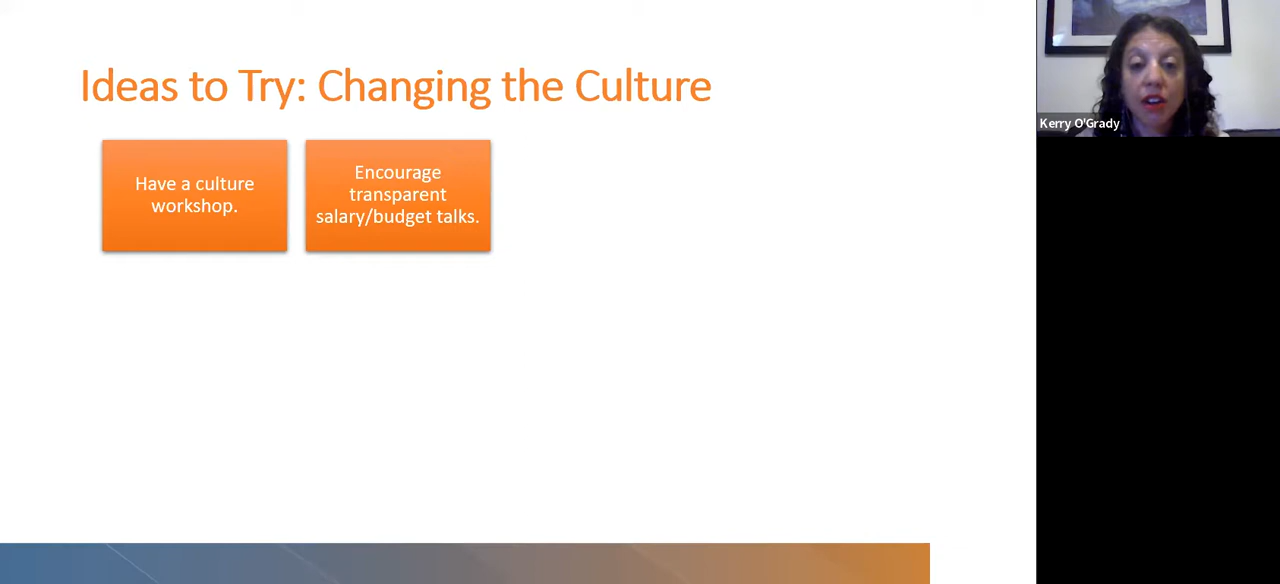 Ideas to Try: Changing the Culture
Have a culture
workshop.
Encourage
transparent
salary/budget talks.
Kerry O'Grady